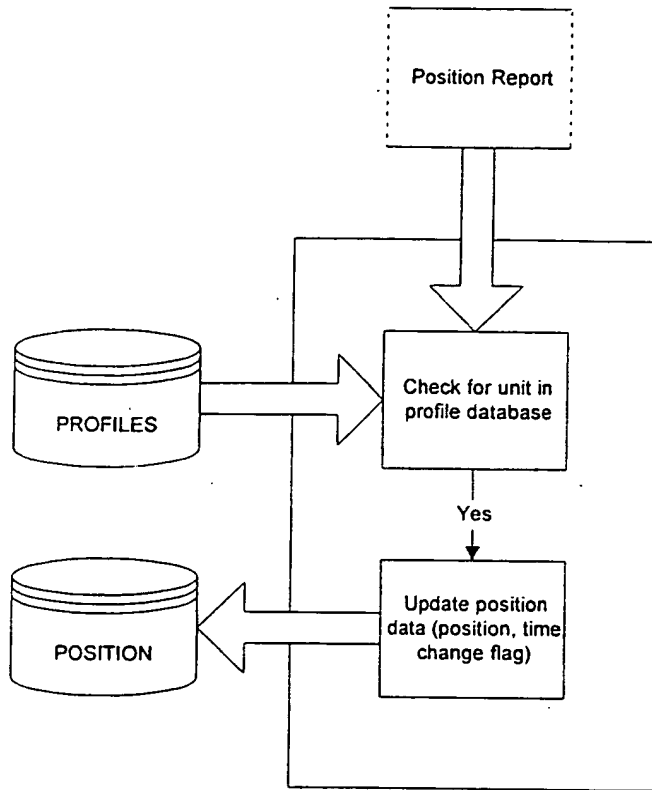 Position Report
Check for unit in
profile database
PROFILES
Yes
Update position
data (position, time
change flag)
POSITION